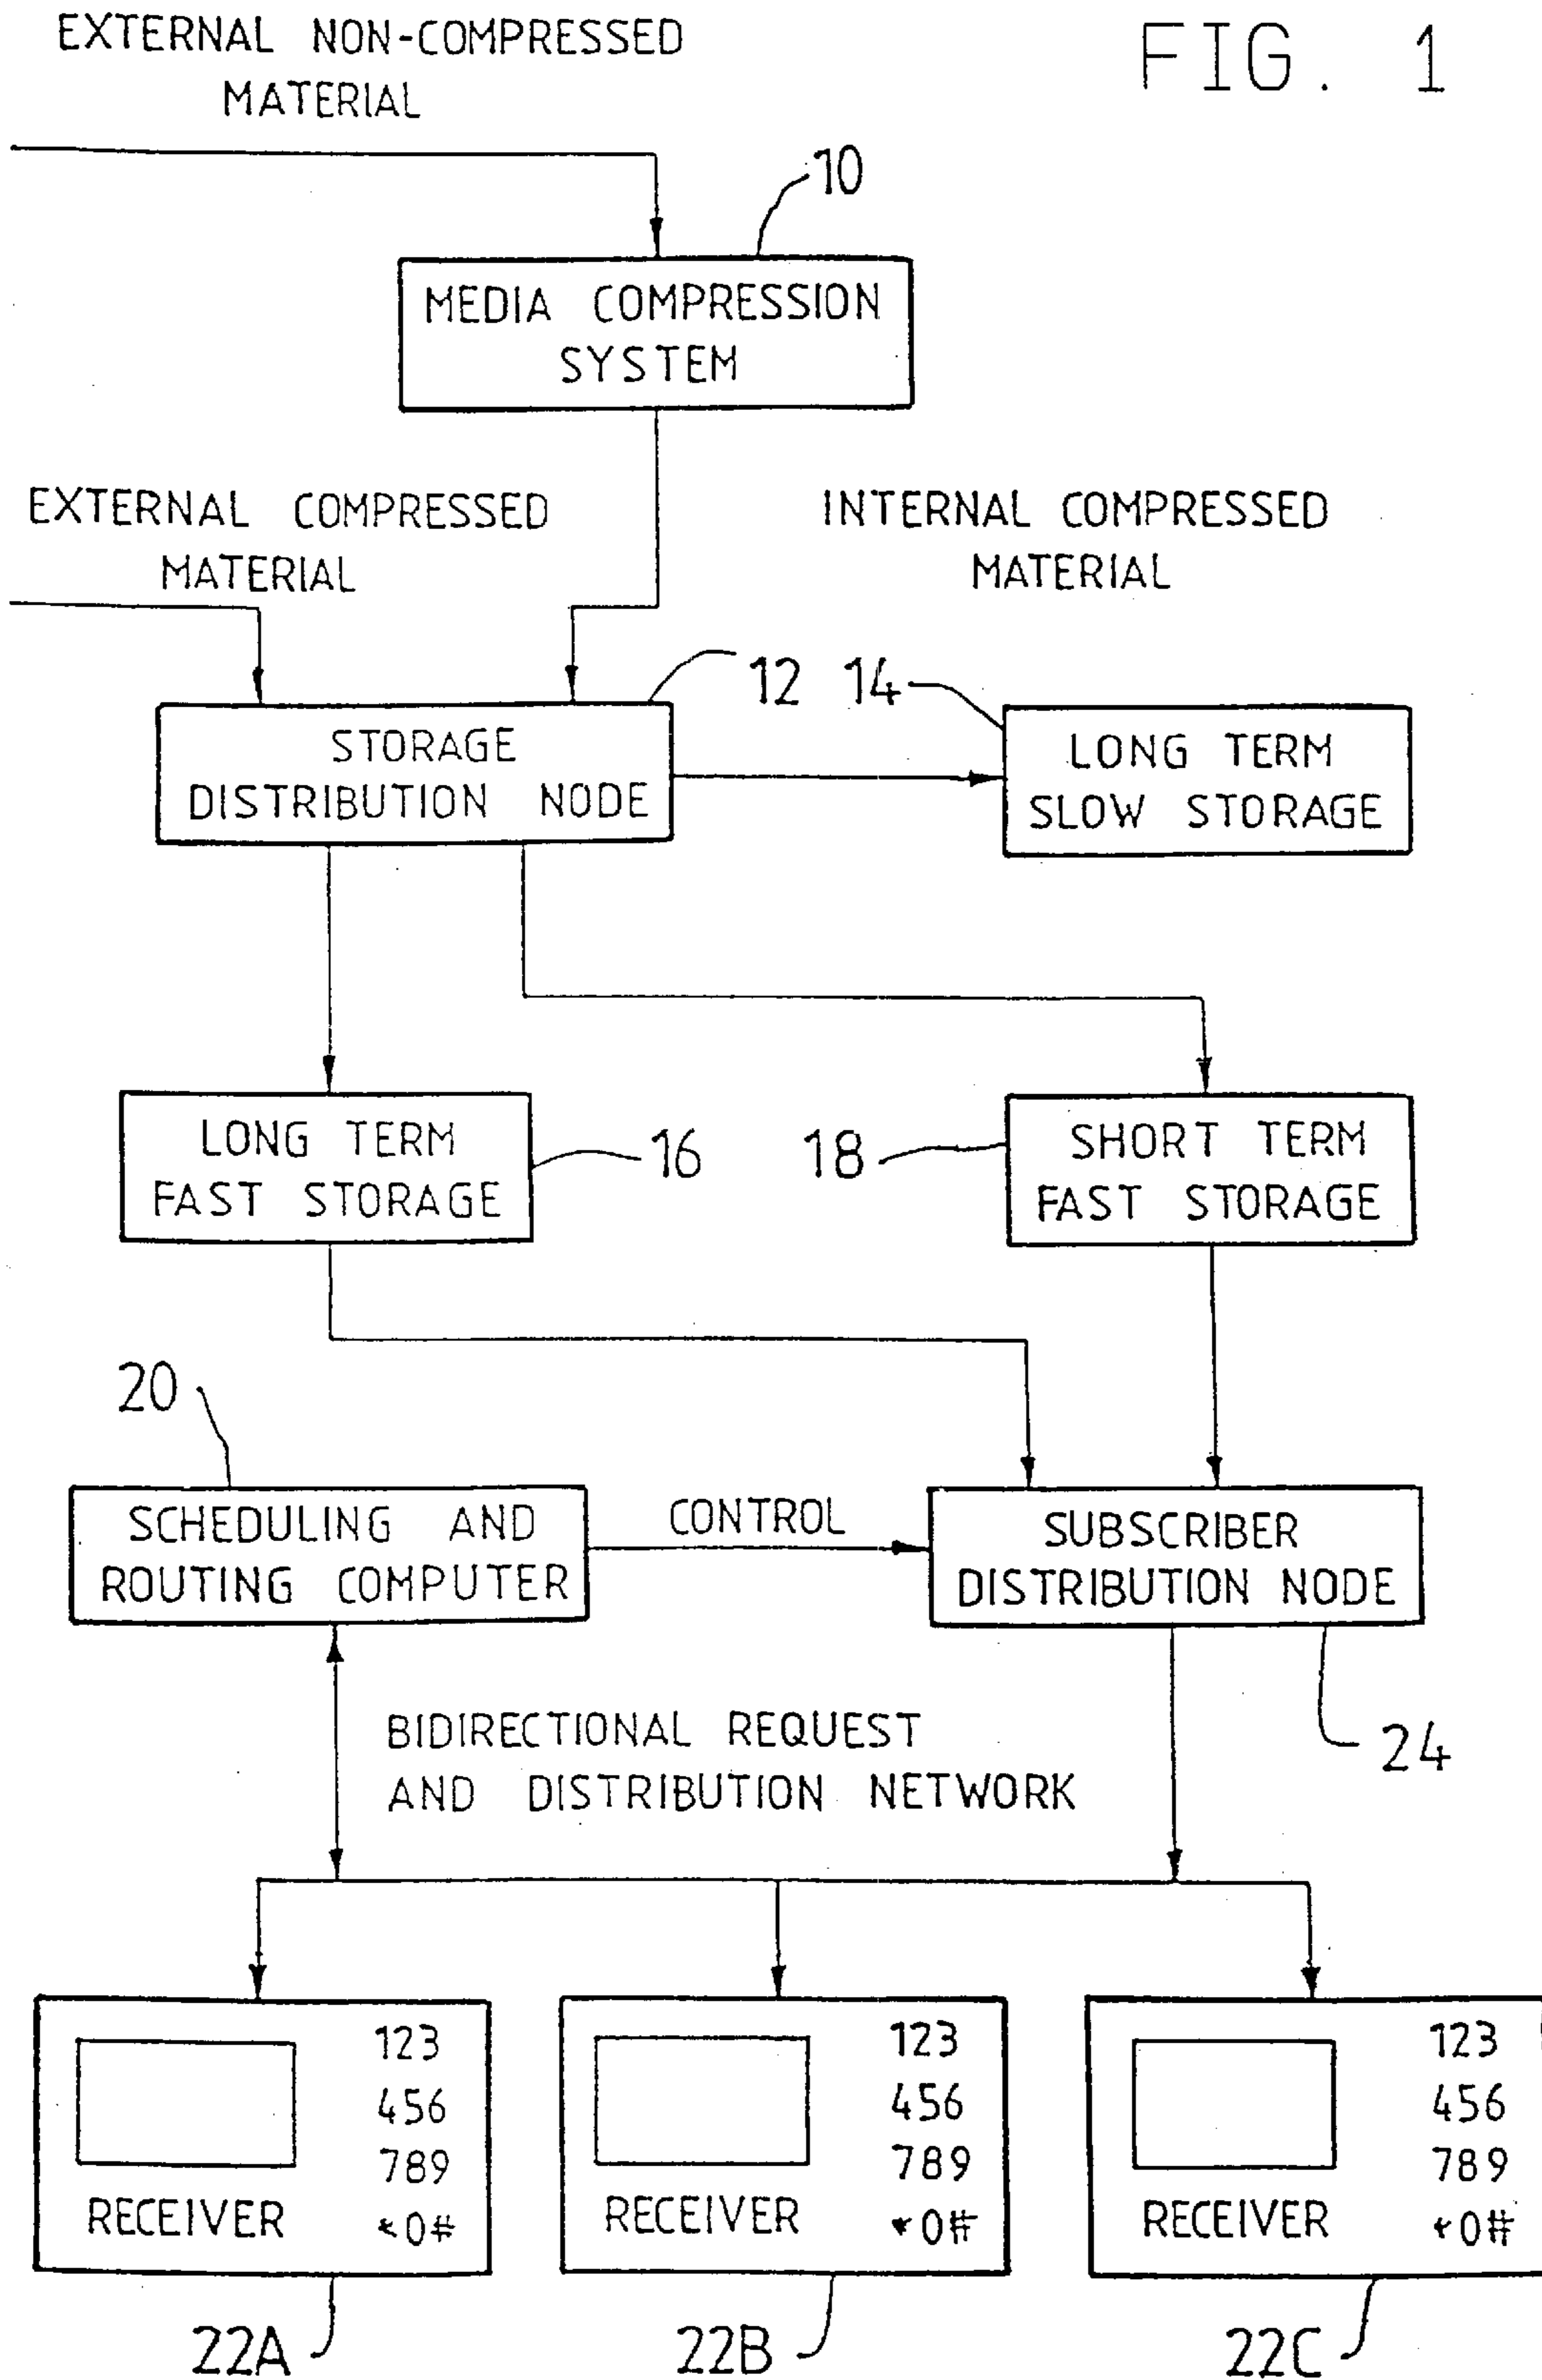 FIG. 1
EXTERNAL NON-COMPRESSED
MATERIAL
10
MEDIA COMPRESSION
SYSTEM
EXTERNAL COMPRESSED
MATERIAL
INTERNAL COMPRESSED
MATERIAL
12
14
STORAGE
DISTRIBUTION NODE
LONG TERM
SLOW STORAGE
LONG TERM
FAST STORAGE
16
18
SHORT TERM
FAST STORAGE
20
SCHEDULING AND
ROUTING COMPUTER
CONTROL
SUBSCRIBER
DISTRIBUTION NODE
24
BIDIRECTIONAL REQUEST
AND DISTRIBUTION NETWORK
123
456
789
*0#
RECEIVER
22A
123
456
789
*0#
RECEIVER
22B
123
456
789
*0#
RECEIVER
22C